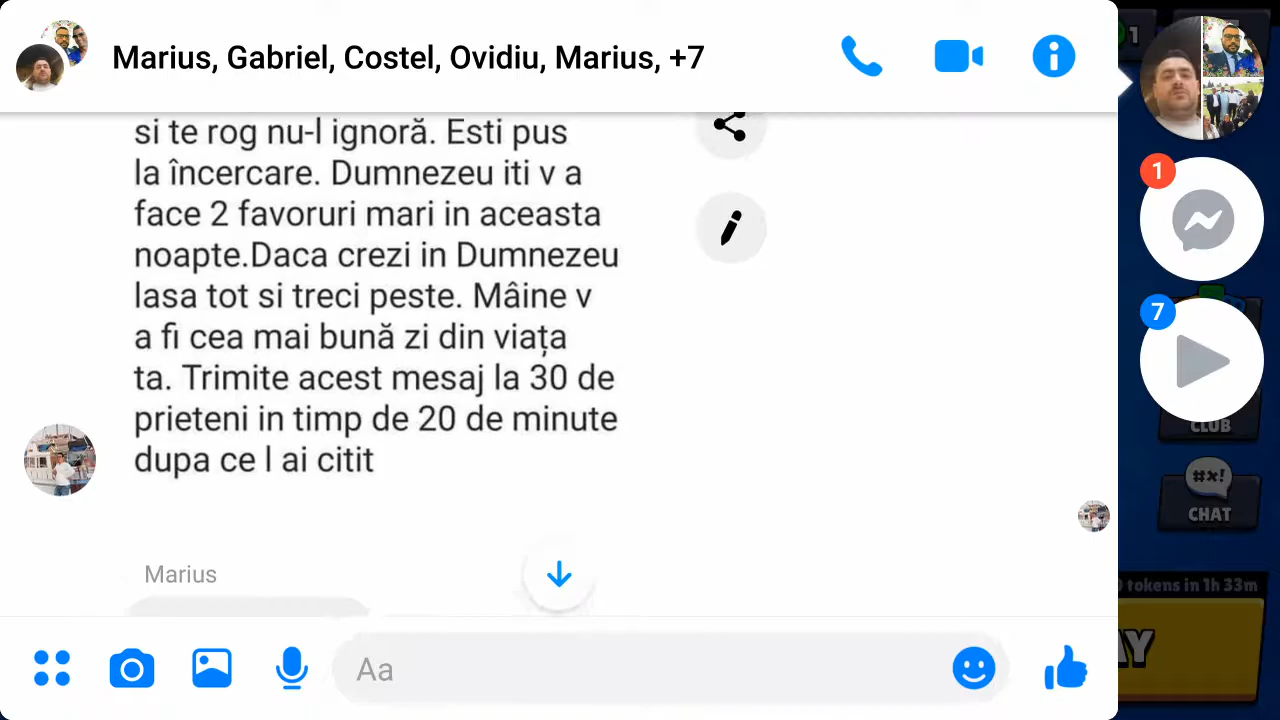 Marius, Gabriel, Costel, Ovidiu, Marius, +7
si te rog nu-l ignoră. Esti pus
la încercare. Dumnezeu iti v a
face 2 favoruri mari in aceasta
noapte.Daca crezi in Dumnezeu
lasa tot si treci peste. Mâine v
a fi cea mai bună zi din viața
ta. Trimite acest mesaj la 30 de
prieteni in timp de 20 de minute
dupa ce l ai citit
Marius
Aa
1
1
7
CLUB
#x!
CHAT
tokens in 1h 33m
AY